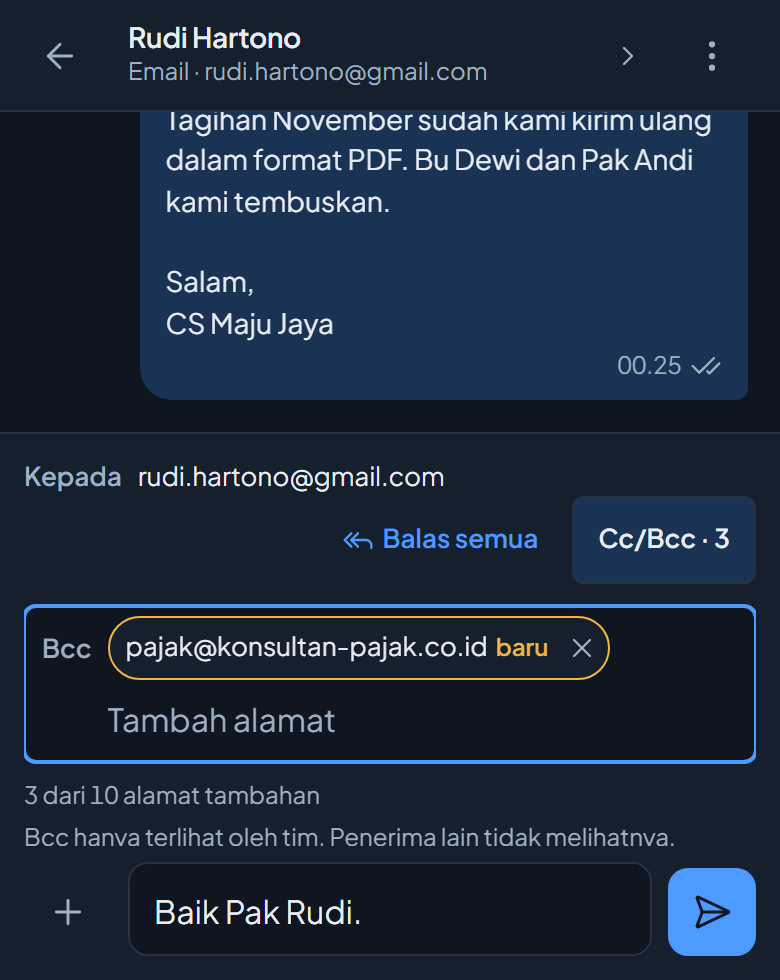 Rudi Hartono
Email · rudi.hartono@gmail.com
Tagihan November sudah kami kirim ulang
dalam format PDF. Bu Dewi dan Pak Andi
kami tembuskan.
Salam,
CS Maju Jaya
00.25
Kepada rudi.hartono@gmail.com
Balas semua
Cc/Bcc · 3
Bcc pajak@konsultan-pajak.co.id baru
Tambah alamat
3 dari 10 alamat tambahan
Bcc hanya terlihat oleh tim. Penerima lain tidak melihatnya.
Baik Pak Rudi.